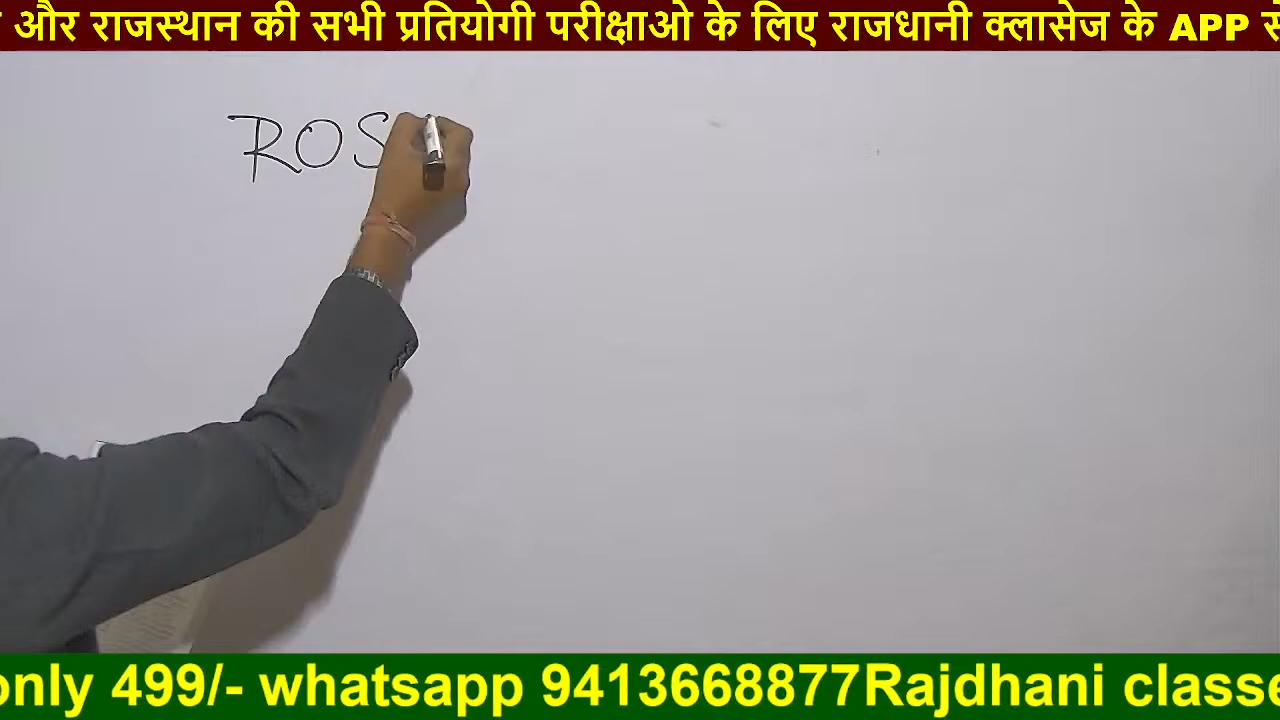 और राजस्थान की सभी प्रतियोगी परीक्षाओ के लिए राजधानी क्लासेज के APP से
ROS
only 499/- whatsapp 9413668877Rajdhani classe